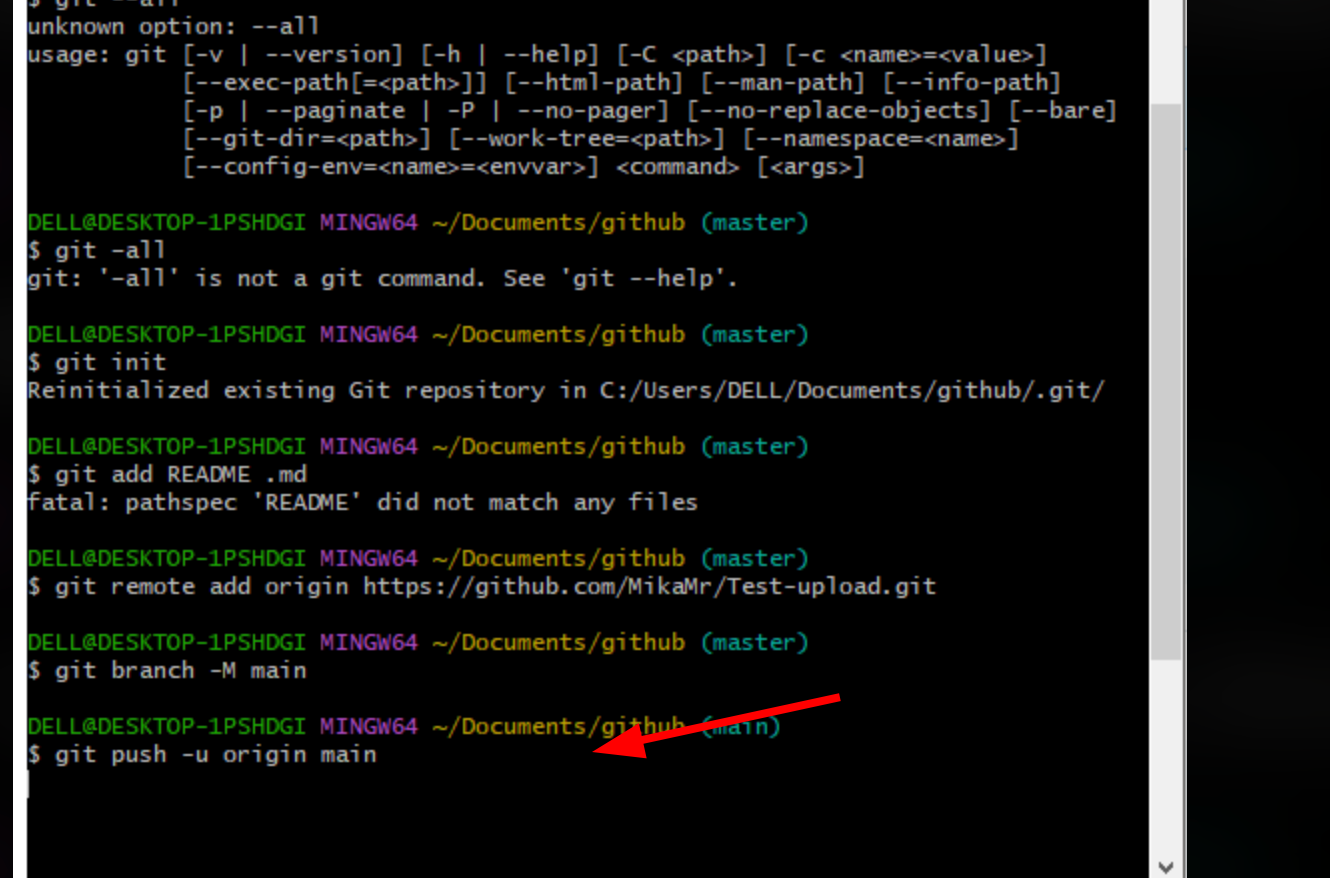 $ git --all
unknown option: --all
usage: git [-v | --version] [-h | --help] [-C <path>] [-c <name>=<value>]
[--exec-path[=<path>]] [--html-path] [--man-path] [--info-path]
[-p | --paginate | -P | --no-pager] [--no-replace-objects] [--bare]
[--git-dir=<path>] [--work-tree=<path>] [--namespace=<name>]
[--config-env=<name>=<envvar>] <command> [<args>]
DELL@DESKTOP-1PSHDGI MINGW64 ~/Documents/github (master)
$ git -all
git: '-all' is not a git command. See 'git --help'.
DELL@DESKTOP-1PSHDGI MINGW64 ~/Documents/github (master)
$ git init
Reinitialized existing Git repository in C:/Users/DELL/Documents/github/.git/
DELL@DESKTOP-1PSHDGI MINGW64 ~/Documents/github (master)
$ git add README .md
fatal: pathspec 'README' did not match any files
DELL@DESKTOP-1PSHDGI MINGW64 ~/Documents/github (master)
$ git remote add origin https://github.com/MikaMr/Test-upload.git
DELL@DESKTOP-1PSHDGI MINGW64 ~/Documents/github (master)
$ git branch -M main
DELL@DESKTOP-1PSHDGI MINGW64 ~/Documents/github (main)
$ git push -u origin main